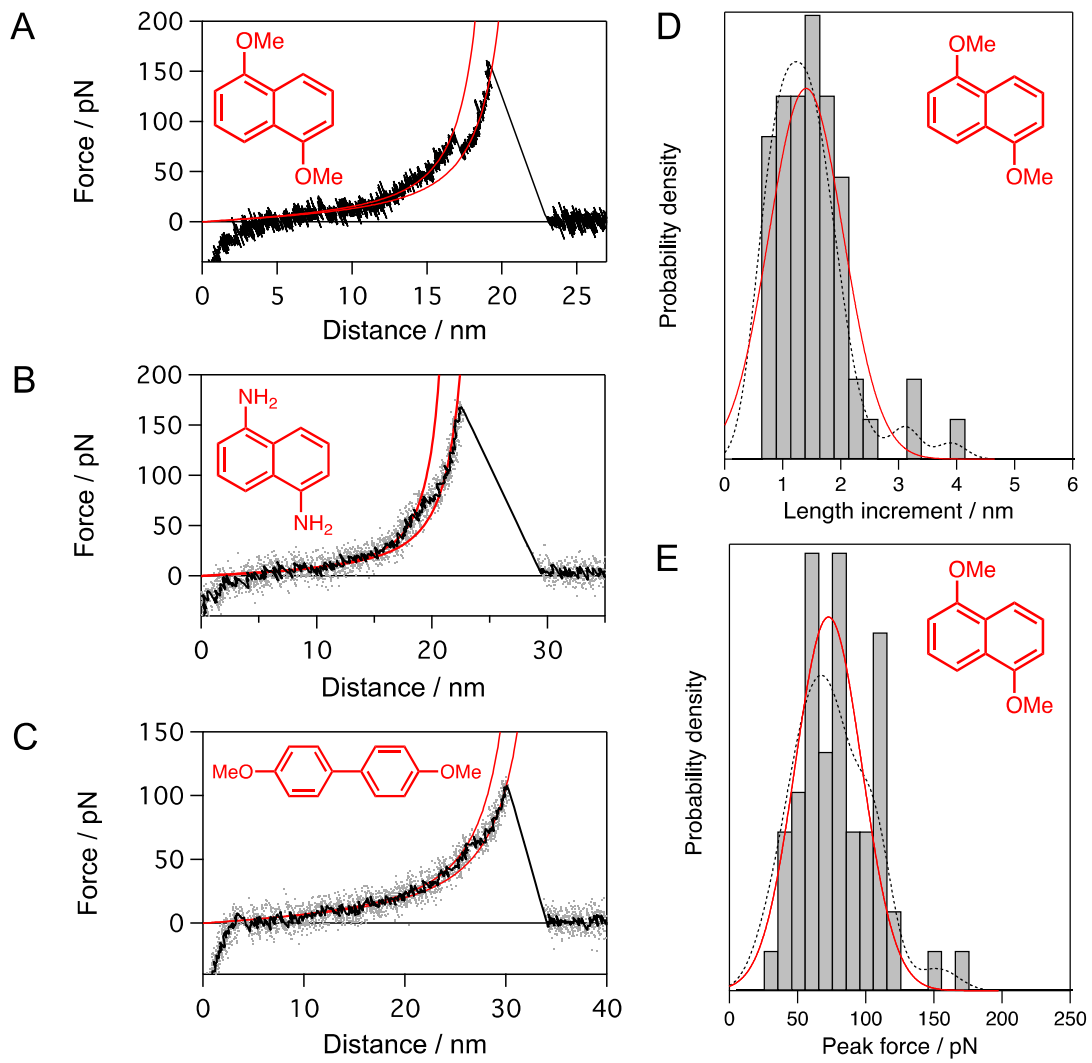 A
200
150
100
50
0
Force / pN
OMe
OMe
0 5 10 15 20 25
Distance / nm
B
200
150
100
50
0
Force / pN
NH2
NH2
0 10 20 30
Distance / nm
C
150
100
50
0
Force / pN
MeO
OMe
0 10 20 30 40
Distance / nm
D
Probability density
OMe
OMe
0 1 2 3 4 5 6
Length increment / nm
E
Probability density
OMe
OMe
0 50 100 150 200 250
Peak force / pN